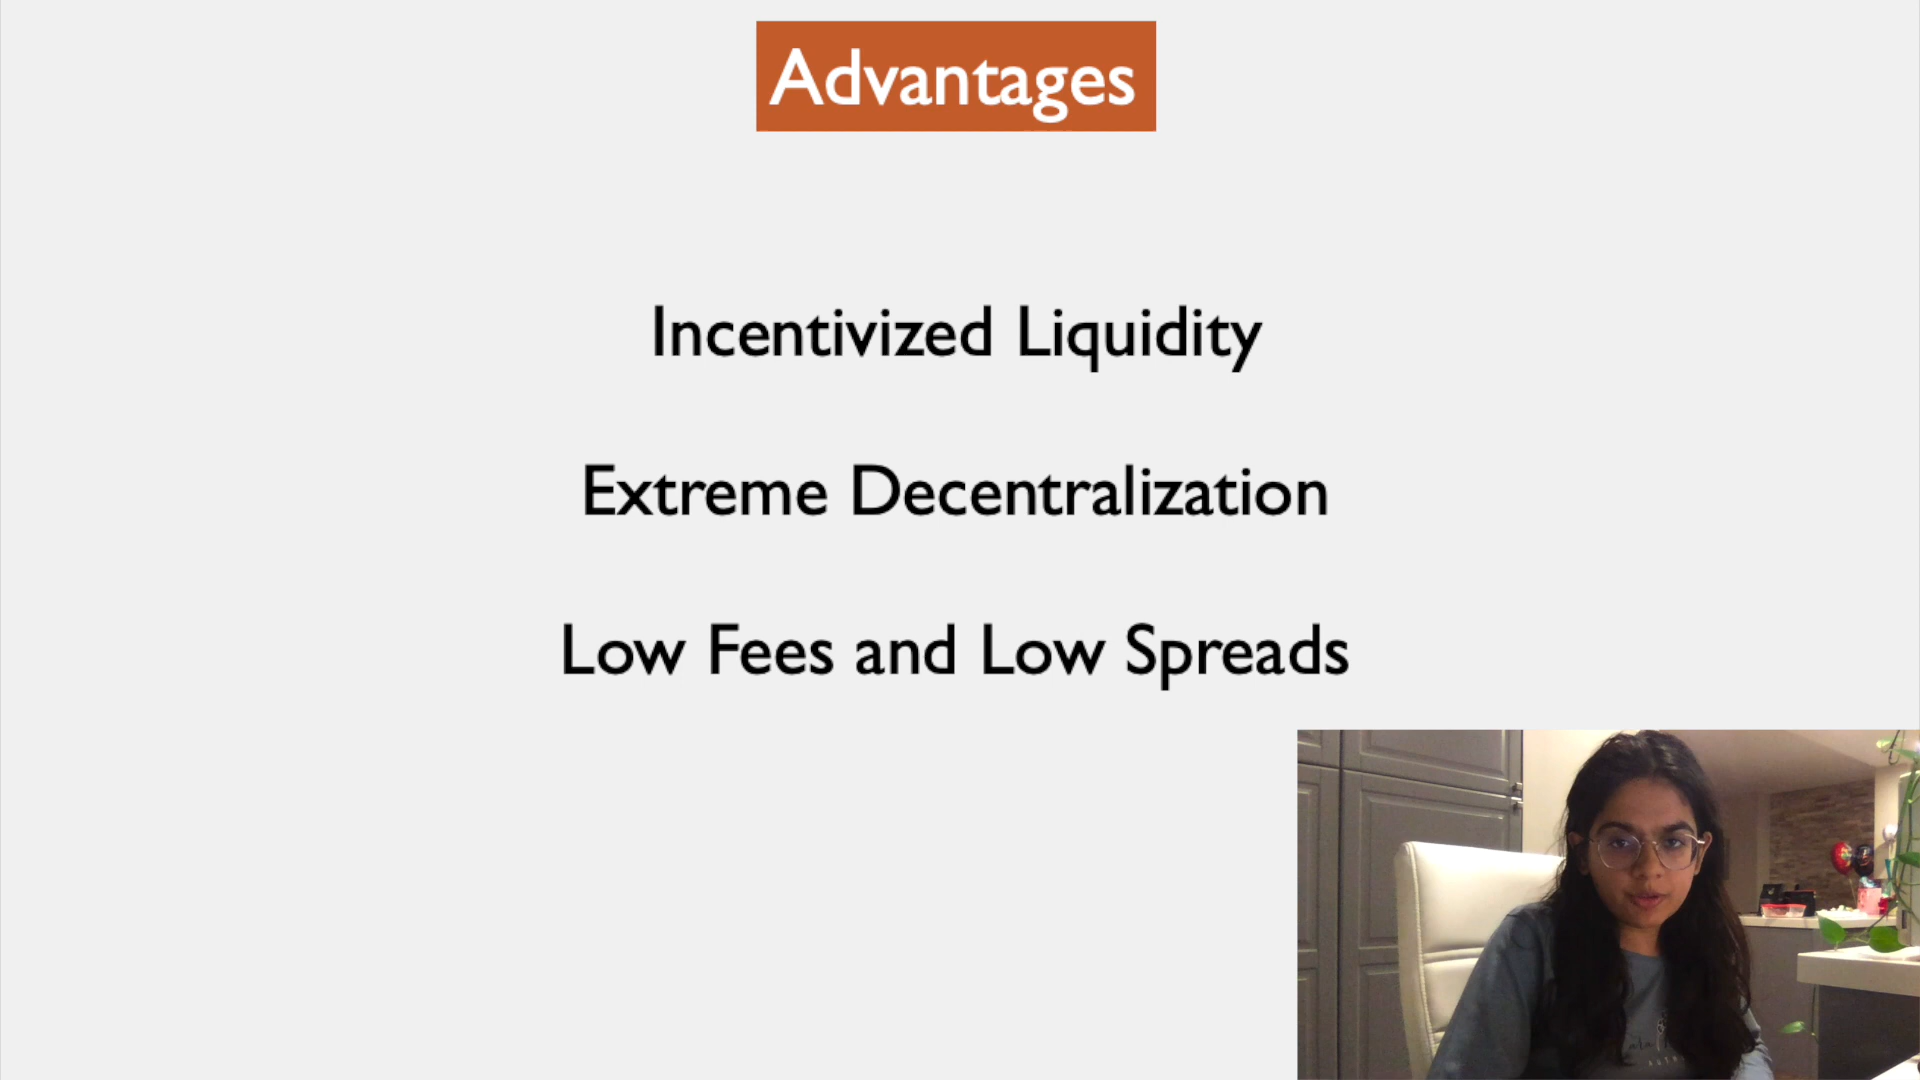 Advantages
Incentivized Liquidity
Extreme Decentralization
Low Fees and Low Spreads